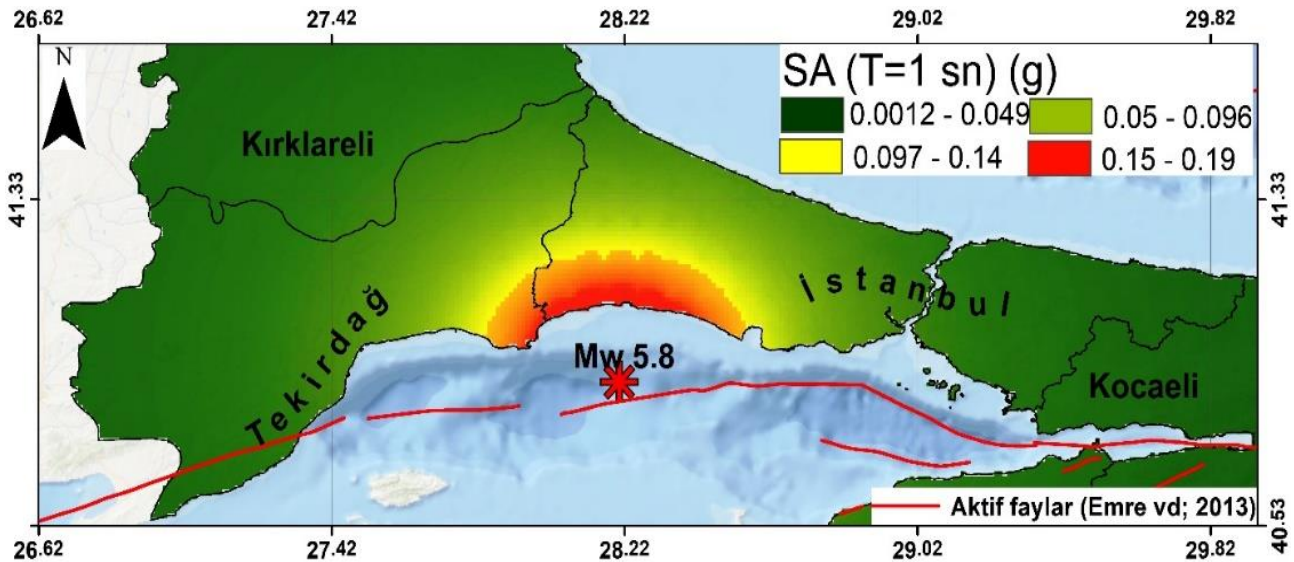 26.62 27.42 28.22 29.02 29.82
N
SA (T=1 sn) (g)
0.0012 - 0.049 0.05 - 0.096
0.097 - 0.14 0.15 - 0.19
Kırklareli
41.33 41.33
İstanbul
Tekirdağ
Mw 5.8
Kocaeli
Aktif faylar (Emre vd; 2013)
40.53
26.62 27.42 28.22 29.02 29.82